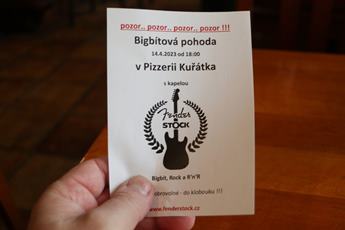 pozor.. pozor.. pozor.. pozor !!!
Bigbítová pohoda
14.4.2023 od 18:00
v Pizzerii Kuřátka
s kapelou
Fender
STOCK
Bigbít, Rock a R'n'R
dobrovolné - do klobouku !!!
www.fenderstock.cz